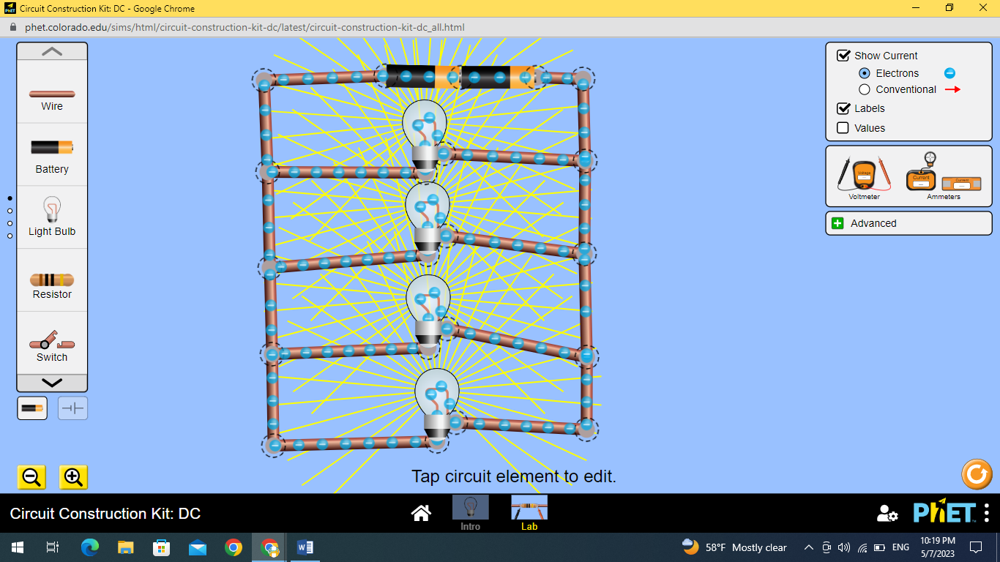 Circuit Construction Kit: DC - Google Chrome
phet.colorado.edu/sims/html/circuit-construction-kit-dc/latest/circuit-construction-kit-dc_all.html
Wire
Battery
Light Bulb
Resistor
Switch
Show Current
Electrons
Conventional
Labels
Values
Voltage
Current
Current
Voltmeter
Ammeters
Advanced
Tap circuit element to edit.
Circuit Construction Kit: DC
Intro
Lab
PhET
58°F Mostly clear
ENG
10:19 PM
5/7/2023